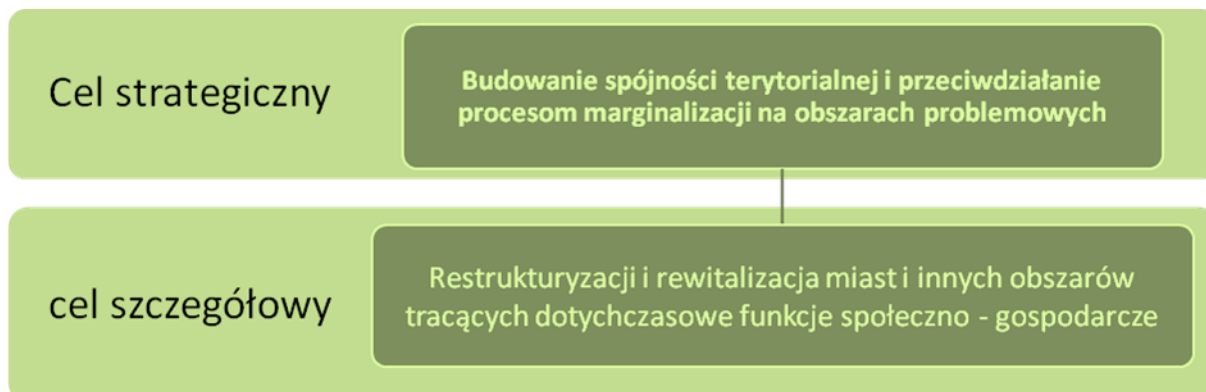 Cel strategiczny
Budowanie spójności terytorialnej i przeciwdziałanie
procesom marginalizacji na obszarach problemowych
cel szczegółowy
Restrukturyzacji i rewitalizacja miast i innych obszarów
tracących dotychczasowe funkcje społeczno - gospodarcze